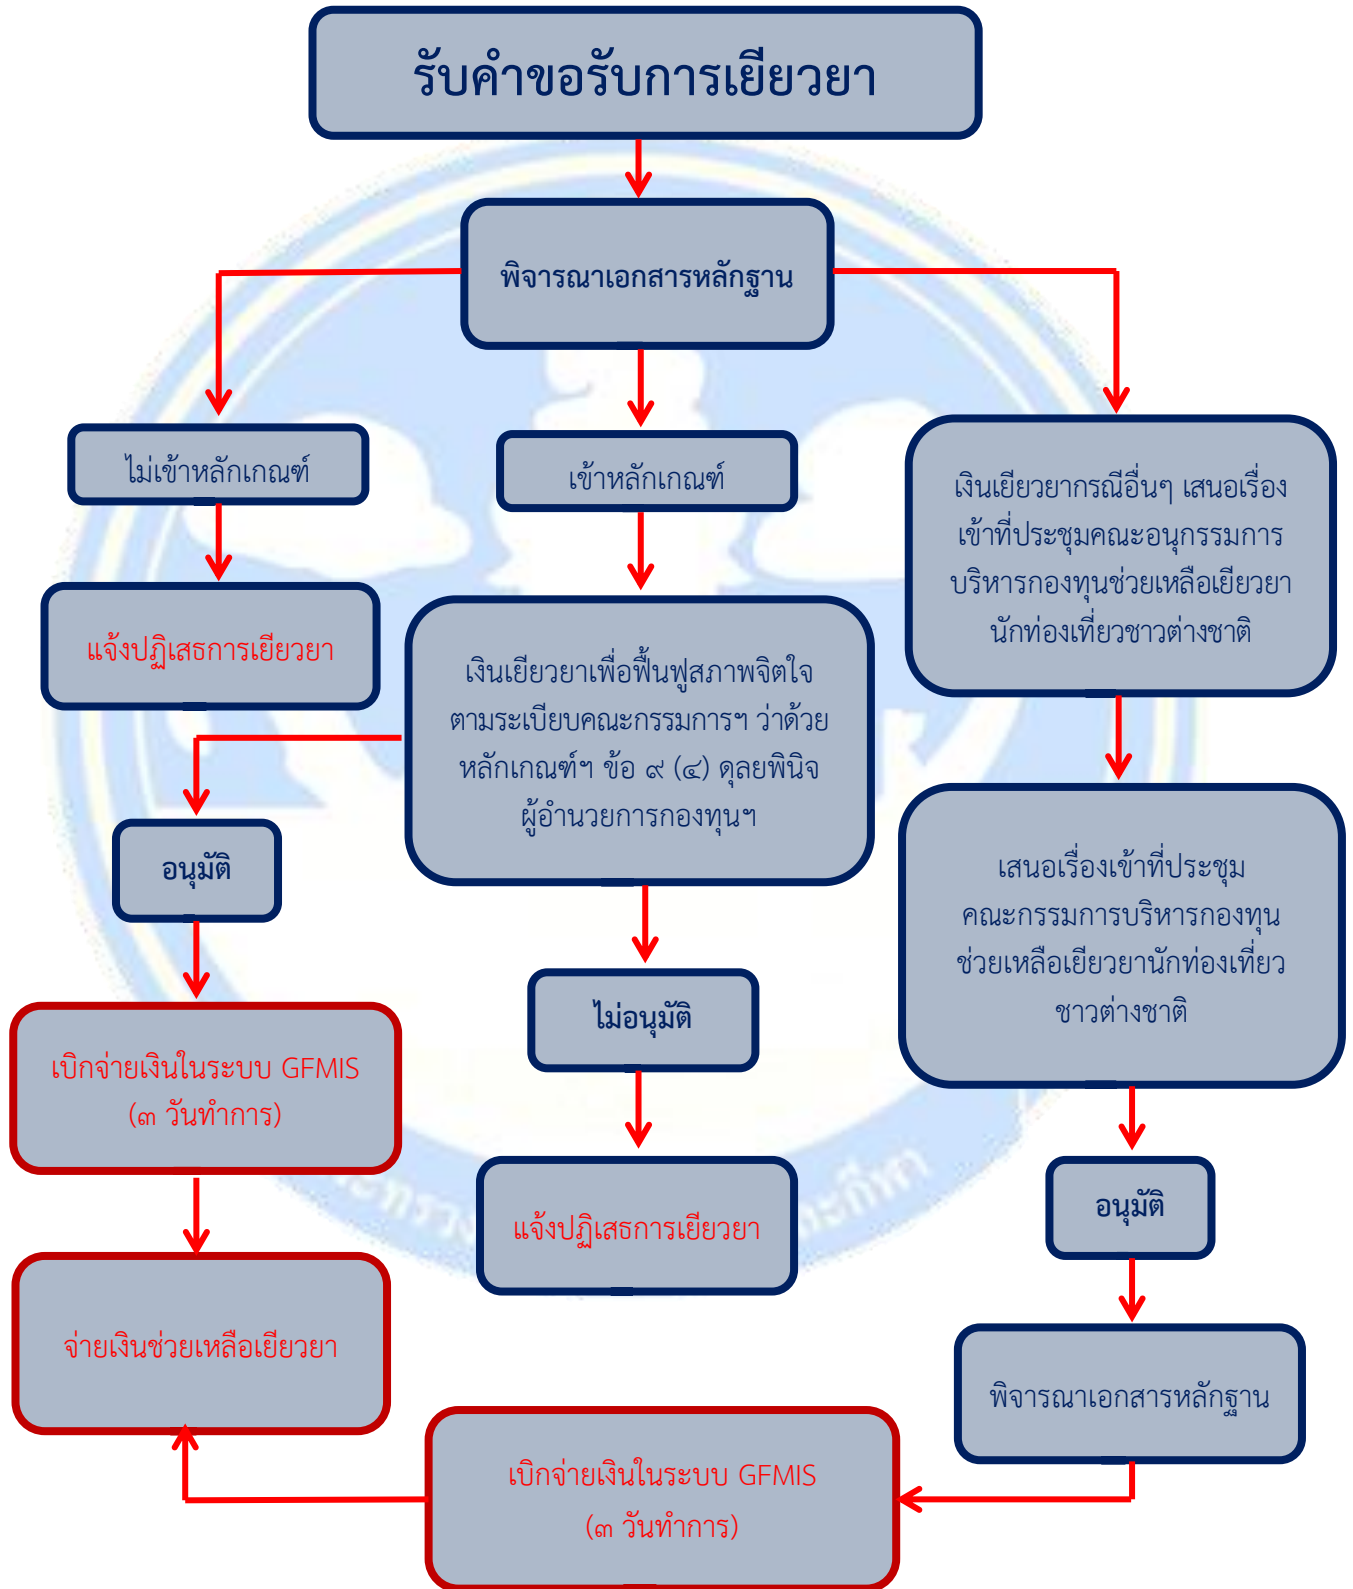 รับคำขอรับการเยียวยา
พิจารณาเอกสารหลักฐาน
ไม่เข้าหลักเกณฑ์
เข้าหลักเกณฑ์
เงินเยียวยากรณีอื่นๆ เสนอเรื่อง
เข้าที่ประชุมคณะอนุกรรมการ
บริหารกองทุนช่วยเหลือเยียวยา
นักท่องเที่ยวชาวต่างชาติ
แจ้งปฏิเสธการเยียวยา
เงินเยียวยาเพื่อฟื้นฟูสภาพจิตใจ
ตามระเบียบคณะกรรมการฯ ว่าด้วย
หลักเกณฑ์ฯ ข้อ ๙ (๔) ดุลยพินิจ
ผู้อำนวยการกองทุนฯ
เสนอเรื่องเข้าที่ประชุม
คณะกรรมการบริหารกองทุน
ช่วยเหลือเยียวยานักท่องเที่ยว
ชาวต่างชาติ
อนุมัติ
ไม่อนุมัติ
เบิกจ่ายเงินในระบบ GFMIS
(๓ วันทำการ)
แจ้งปฏิเสธการเยียวยา
อนุมัติ
จ่ายเงินช่วยเหลือเยียวยา
พิจารณาเอกสารหลักฐาน
เบิกจ่ายเงินในระบบ GFMIS
(๓ วันทำการ)